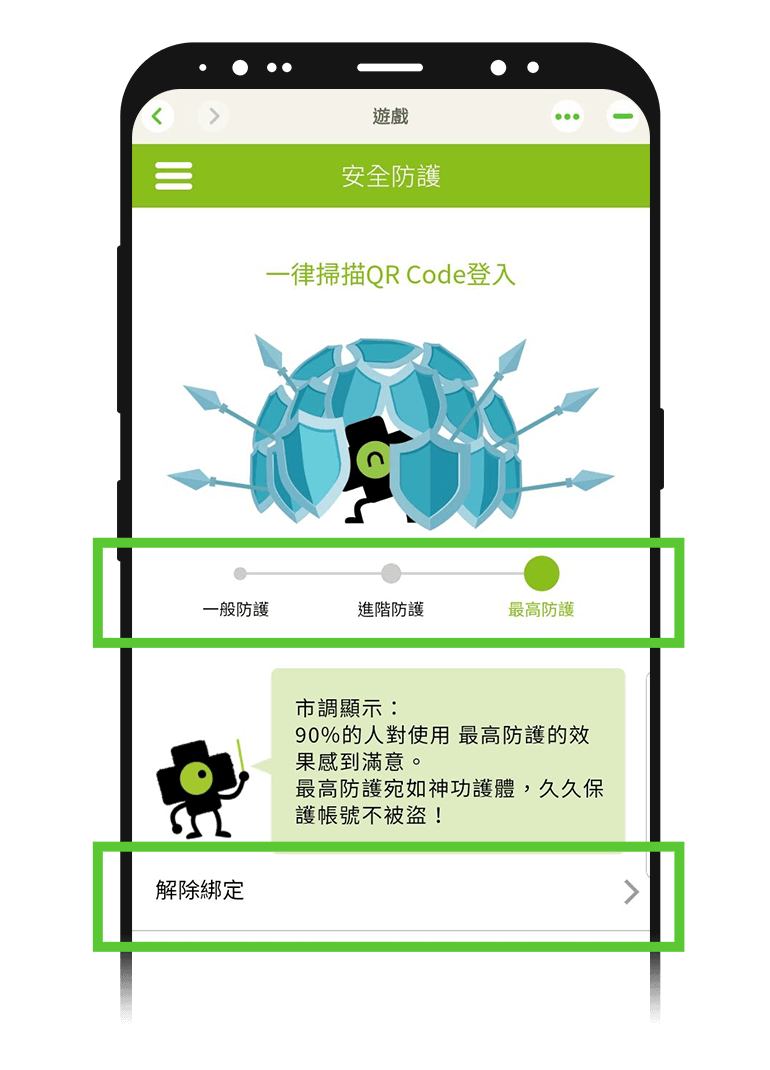 遊戲
安全防護
一律掃描QR Code登入
一般防護
進階防護
最高防護
市調顯示：
90%的人對使用 最高防護的效
果感到滿意。
最高防護宛如神功護體，久久保
護帳號不被盜！
解除綁定